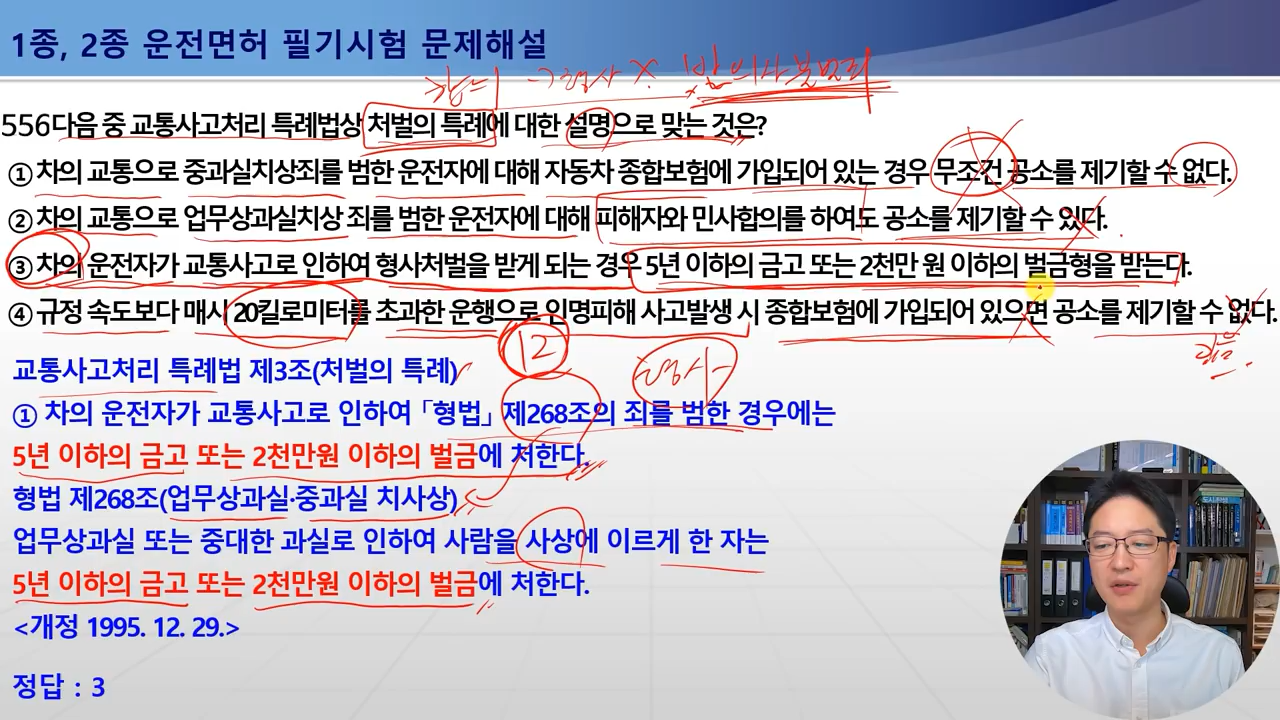 1종, 2종 운전면허 필기시험 문제해설
합의 형사 X 반의사불벌죄
556다음 중 교통사고처리 특례법상 처벌의 특례에 대한 설명으로 맞는 것은?
① 차의 교통으로 중과실치상죄를 범한 운전자에 대해 자동차 종합보험에 가입되어 있는 경우 무조건 공소를 제기할 수 없다.
② 차의 교통으로 업무상과실치상 죄를 범한 운전자에 대해 피해자와 민사합의를 하여도 공소를 제기할 수 있다.
③ 차의 운전자가 교통사고로 인하여 형사처벌을 받게 되는 경우 5년 이하의 금고 또는 2천만 원 이하의 벌금형을 받는다.
④ 규정 속도보다 매시 20킬로미터를 초과한 운행으로 인명피해 사고발생 시 종합보험에 가입되어 있으면 공소를 제기할 수 없다.
12
형사
있음
교통사고처리 특례법 제3조(처벌의 특례)
① 차의 운전자가 교통사고로 인하여 「형법」 제268조의 죄를 범한 경우에는
5년 이하의 금고 또는 2천만원 이하의 벌금에 처한다.
형법 제268조(업무상과실·중과실 치사상)
업무상과실 또는 중대한 과실로 인하여 사람을 사상에 이르게 한 자는
5년 이하의 금고 또는 2천만원 이하의 벌금에 처한다.
<개정 1995. 12. 29.>
정답 : 3